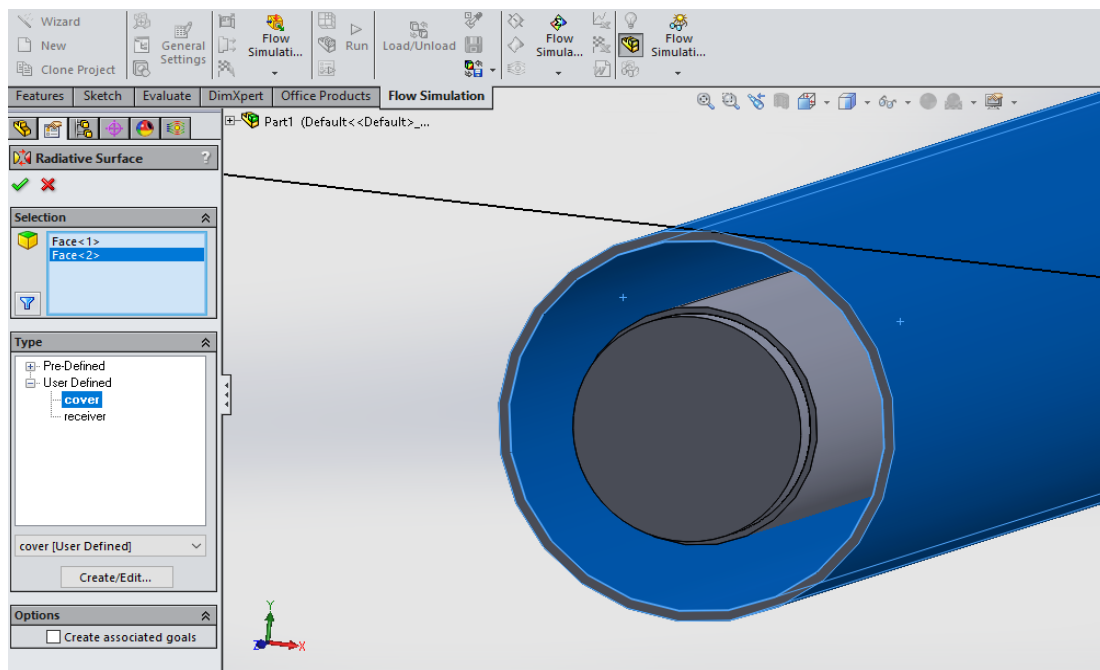 Wizard
New
Clone Project
General
Settings
Flow
Simulati...
Run
Load/Unload
Flow
Simula...
Flow
Simulati...
Features Sketch Evaluate DimXpert Office Products Flow Simulation
Part1 (Default<<Default>_...
Radiative Surface ?
Selection
Face<1>
Face<2>
Type
Pre-Defined
User Defined
cover
receiver
cover [User Defined]
Create/Edit...
Options
Create associated goals
Y
Z X